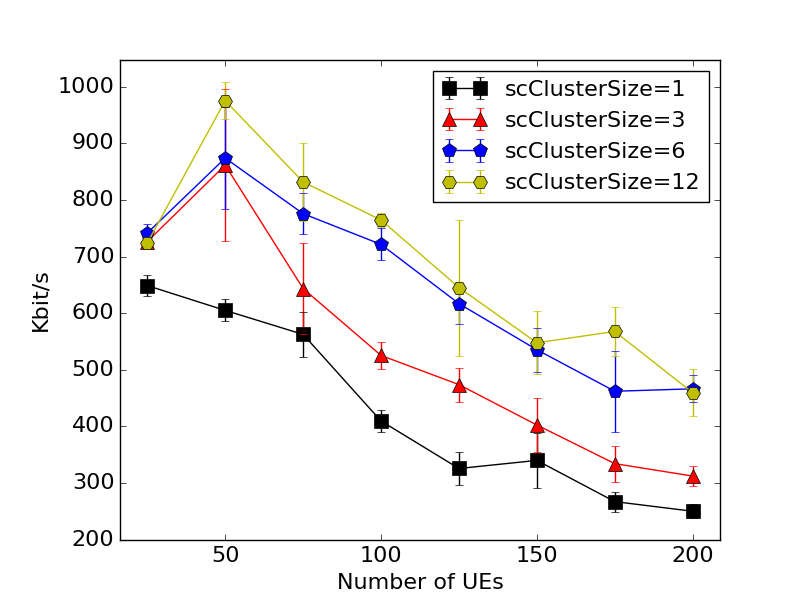 1000
900
800
700
600
500
400
300
200
50
100
150
200
Kbit/s
Number of UEs
scClusterSize=1
scClusterSize=3
scClusterSize=6
scClusterSize=12